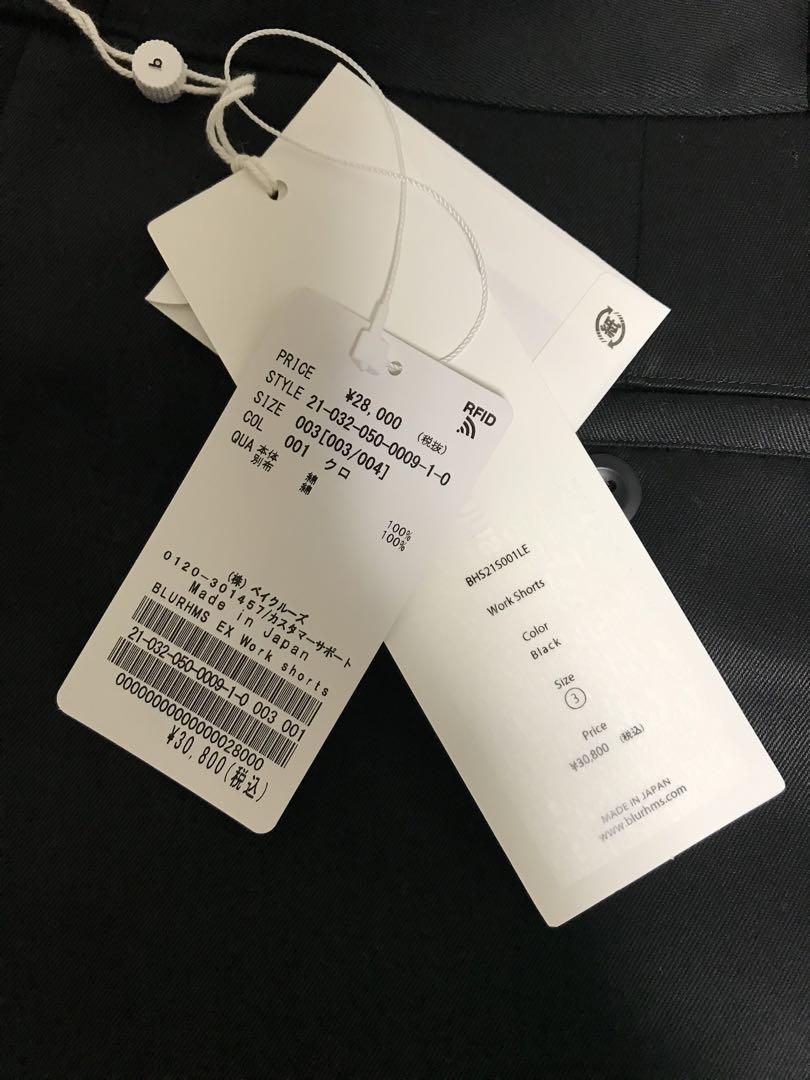 b
紙
RFID
PRICE ¥28,000 (税抜)
STYLE 21-032-050-0009-1-0
SIZE 003[003/004]
COL 001 クロ
QUA 本体 綿 100%
別布 綿 100%
(株) ベイクルーズ
0120-301457/カスタマーサポート
Made in Japan
BLURHMS EX Work shorts
21-032-050-0009-1-0 003 001
0000000000000028000
¥30,800(税込)
BHS21S001LE
Work Shorts
Color
Black
Size
3
Price
¥30,800 (税込)
MADE IN JAPAN
www.blurhms.com